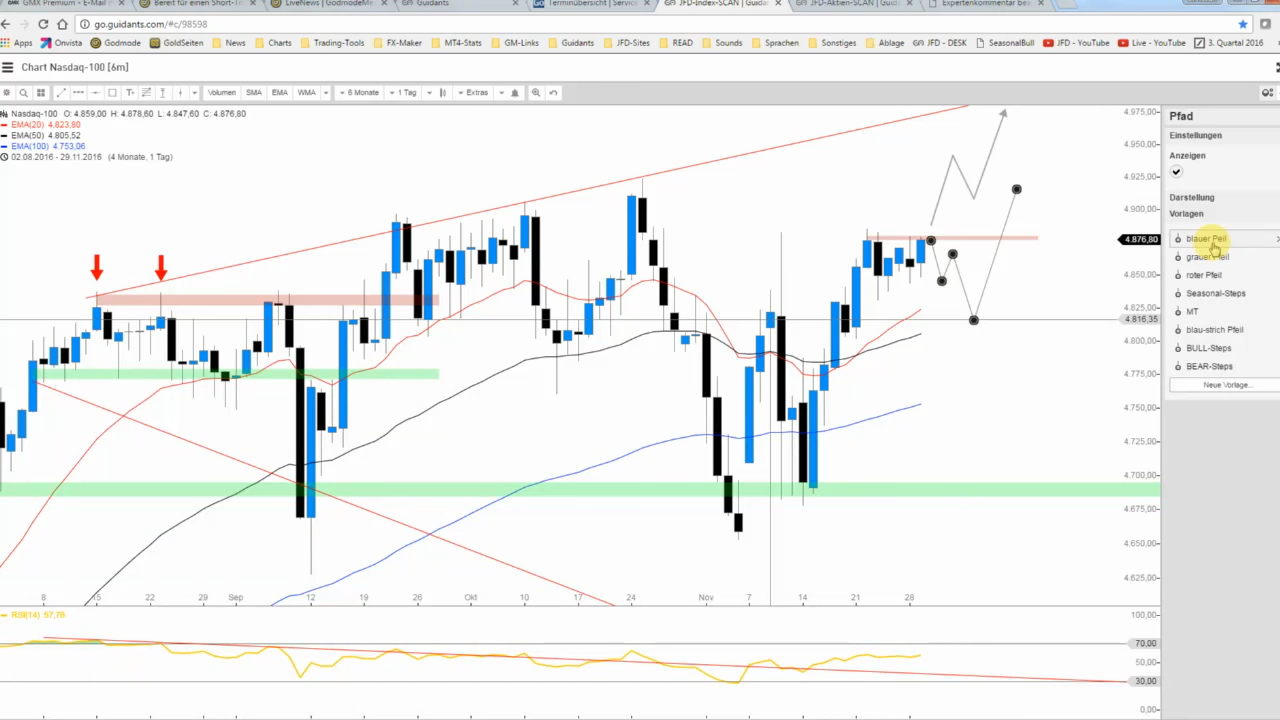 GMX Premium - E-Mail
Bereit für einen Short-T
LiveNews | GodmodeMe
Guidants
Terminübersicht | Servic
JFD-Index-SCAN | Guidan
JFD-Aktien-SCAN | Guida
Expertenkommentar bea
go.guidants.com/#c/98598
Apps Onvista Godmode GoldSeiten News Charts Trading-Tools FX-Maker MT4-Stats GM-Links Guidants JFD-Sites READ Sounds Sprachen Sonstiges Ablage JFD - DESK SeasonalBull JFD - YouTube Live - YouTube 3. Quartal 2016
Chart Nasdaq-100 [6m]
Volumen SMA EMA WMA 6 Monate 1 Tag Extras
Nasdaq-100 O: 4.859,00 H: 4.878,60 L: 4.847,60 C: 4.876,80
EMA(20) 4.823,80
EMA(50) 4.805,52
EMA(100) 4.753,06
02.08.2016 - 29.11.2016 (4 Monate, 1 Tag)
4.975,00
4.950,00
4.925,00
4.900,00
4.876,80
4.850,00
4.825,00
4.816,35
4.800,00
4.775,00
4.750,00
4.725,00
4.700,00
4.675,00
4.650,00
4.625,00
8 15 22 29 Sep 12 19 26 Okt 10 17 24 Nov 7 14 21 28
RSI(14) 57,76
100,00
70,00
50,00
30,00
0,00
Pfad
Einstellungen
Anzeigen
Darstellung
Vorlagen
blauer Pfeil
grauer Pfeil
roter Pfeil
Seasonal-Steps
MT
blau-strich Pfeil
BULL-Steps
BEAR-Steps
Neue Vorlage...